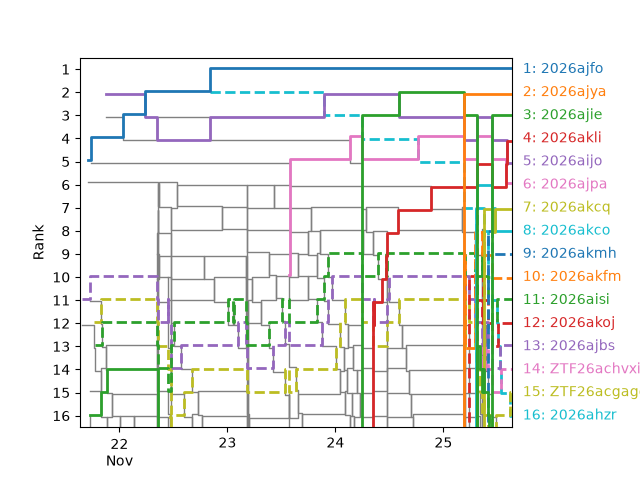 1
2
3
4
5
6
7
8
9
10
11
12
13
14
15
16
Rank
22
23
24
25
Nov
1: 2026ajfo
2: 2026ajya
3: 2026ajie
4: 2026akli
5: 2026aijo
6: 2026ajpa
7: 2026akcq
8: 2026akco
9: 2026akmh
10: 2026akfm
11: 2026aisi
12: 2026akoj
13: 2026ajbs
14: ZTF26achvxi
15: ZTF26acgag
16: 2026ahzr